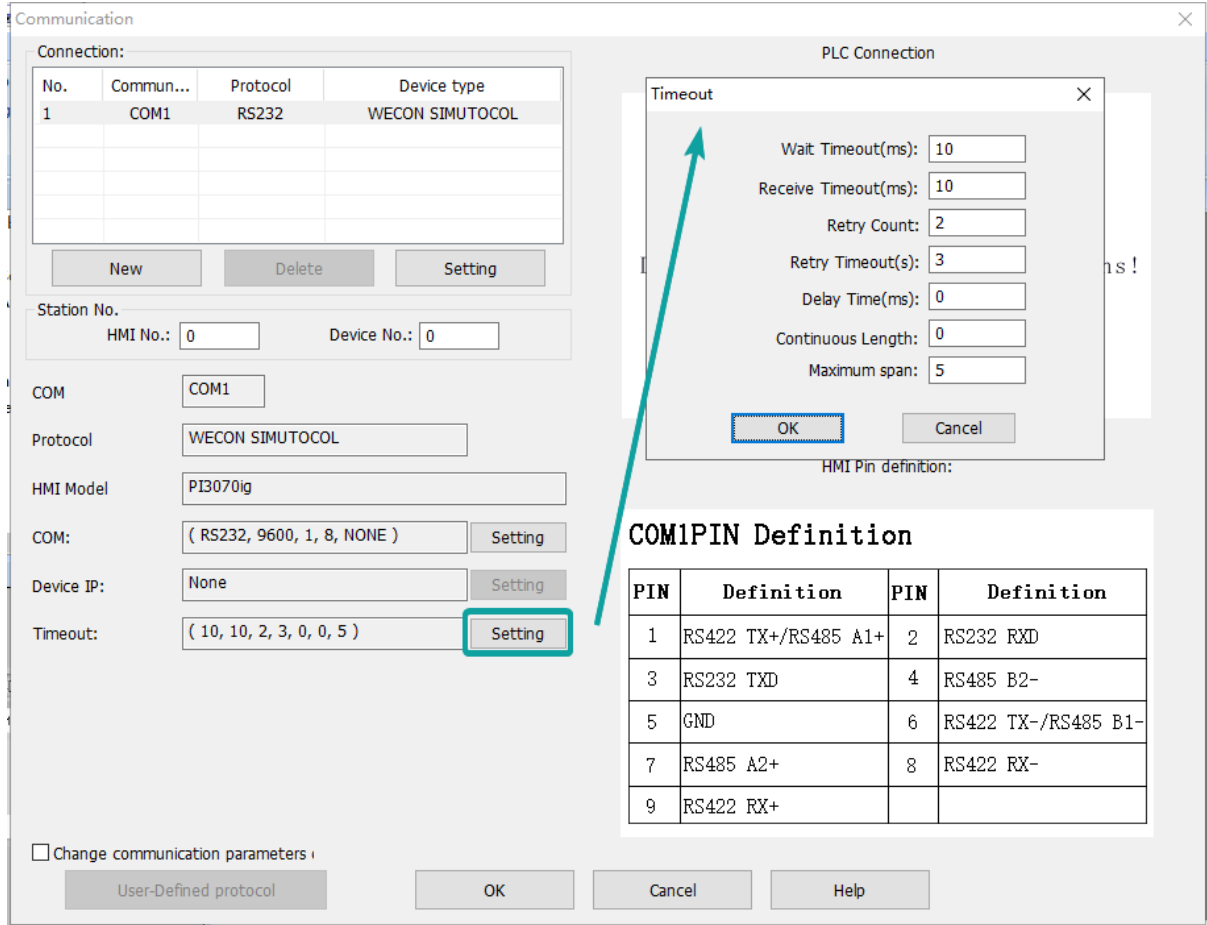 Communication
Connection:
No. Commun... Protocol Device type
1 COM1 RS232 WECON SIMUTOCOL
New Delete Setting
Station No.
HMI No.: 0 Device No.: 0
COM COM1
Protocol WECON SIMUTOCOL
HMI Model PI3070ig
COM: ( RS232, 9600, 1, 8, NONE ) Setting
Device IP: None Setting
Timeout: ( 10, 10, 2, 3, 0, 0, 5 ) Setting
Change communication parameters
User-Defined protocol OK Cancel Help
PLC Connection
Timeout
Wait Timeout(ms): 10
Receive Timeout(ms): 10
Retry Count: 2
Retry Timeout(s): 3
Delay Time(ms): 0
Continuous Length: 0
Maximum span: 5
OK Cancel
HMI Pin definition:
COM1PIN Definition
PIN Definition PIN Definition
1 RS422 TX+/RS485 A1+ 2 RS232 RXD
3 RS232 TXD 4 RS485 B2-
5 GND 6 RS422 TX-/RS485 B1-
7 RS485 A2+ 8 RS422 RX-
9 RS422 RX+